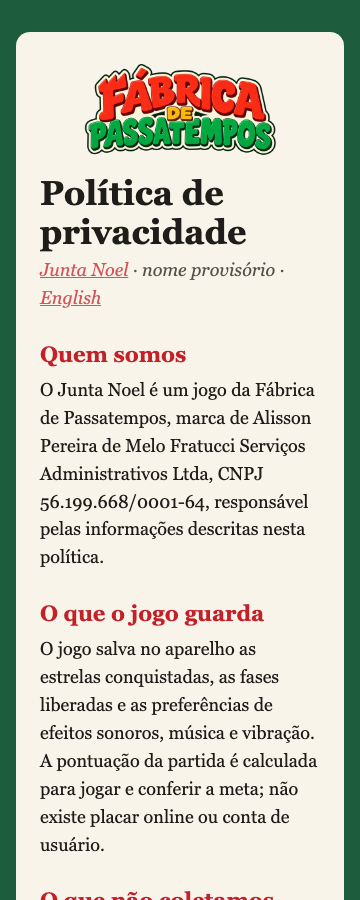 FÁBRICA
DE
PASSATEMPOS
Política de
privacidade
Junta Noel · nome provisório ·
English
Quem somos
O Junta Noel é um jogo da Fábrica
de Passatempos, marca de Alisson
Pereira de Melo Fratucci Serviços
Administrativos Ltda, CNPJ
56.199.668/0001-64, responsável
pelas informações descritas nesta
política.
O que o jogo guarda
O jogo salva no aparelho as
estrelas conquistadas, as fases
liberadas e as preferências de
efeitos sonoros, música e vibração.
A pontuação da partida é calculada
para jogar e conferir a meta; não
existe placar online ou conta de
usuário.
O que não coletamos